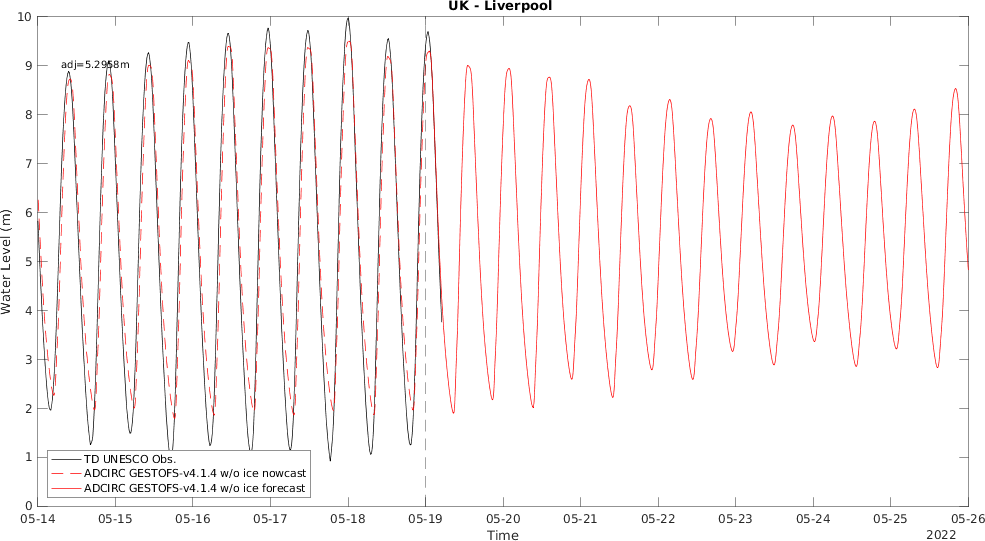 UK - Liverpool
10
9
8
7
6
5
4
3
2
1
0
Water Level (m)
adj=5.2958m
TD UNESCO Obs.
ADCIRC GESTOFS-v4.1.4 w/o ice nowcast
ADCIRC GESTOFS-v4.1.4 w/o ice forecast
05-14 05-15 05-16 05-17 05-18 05-19 05-20 05-21 05-22 05-23 05-24 05-25 05-26
Time
2022